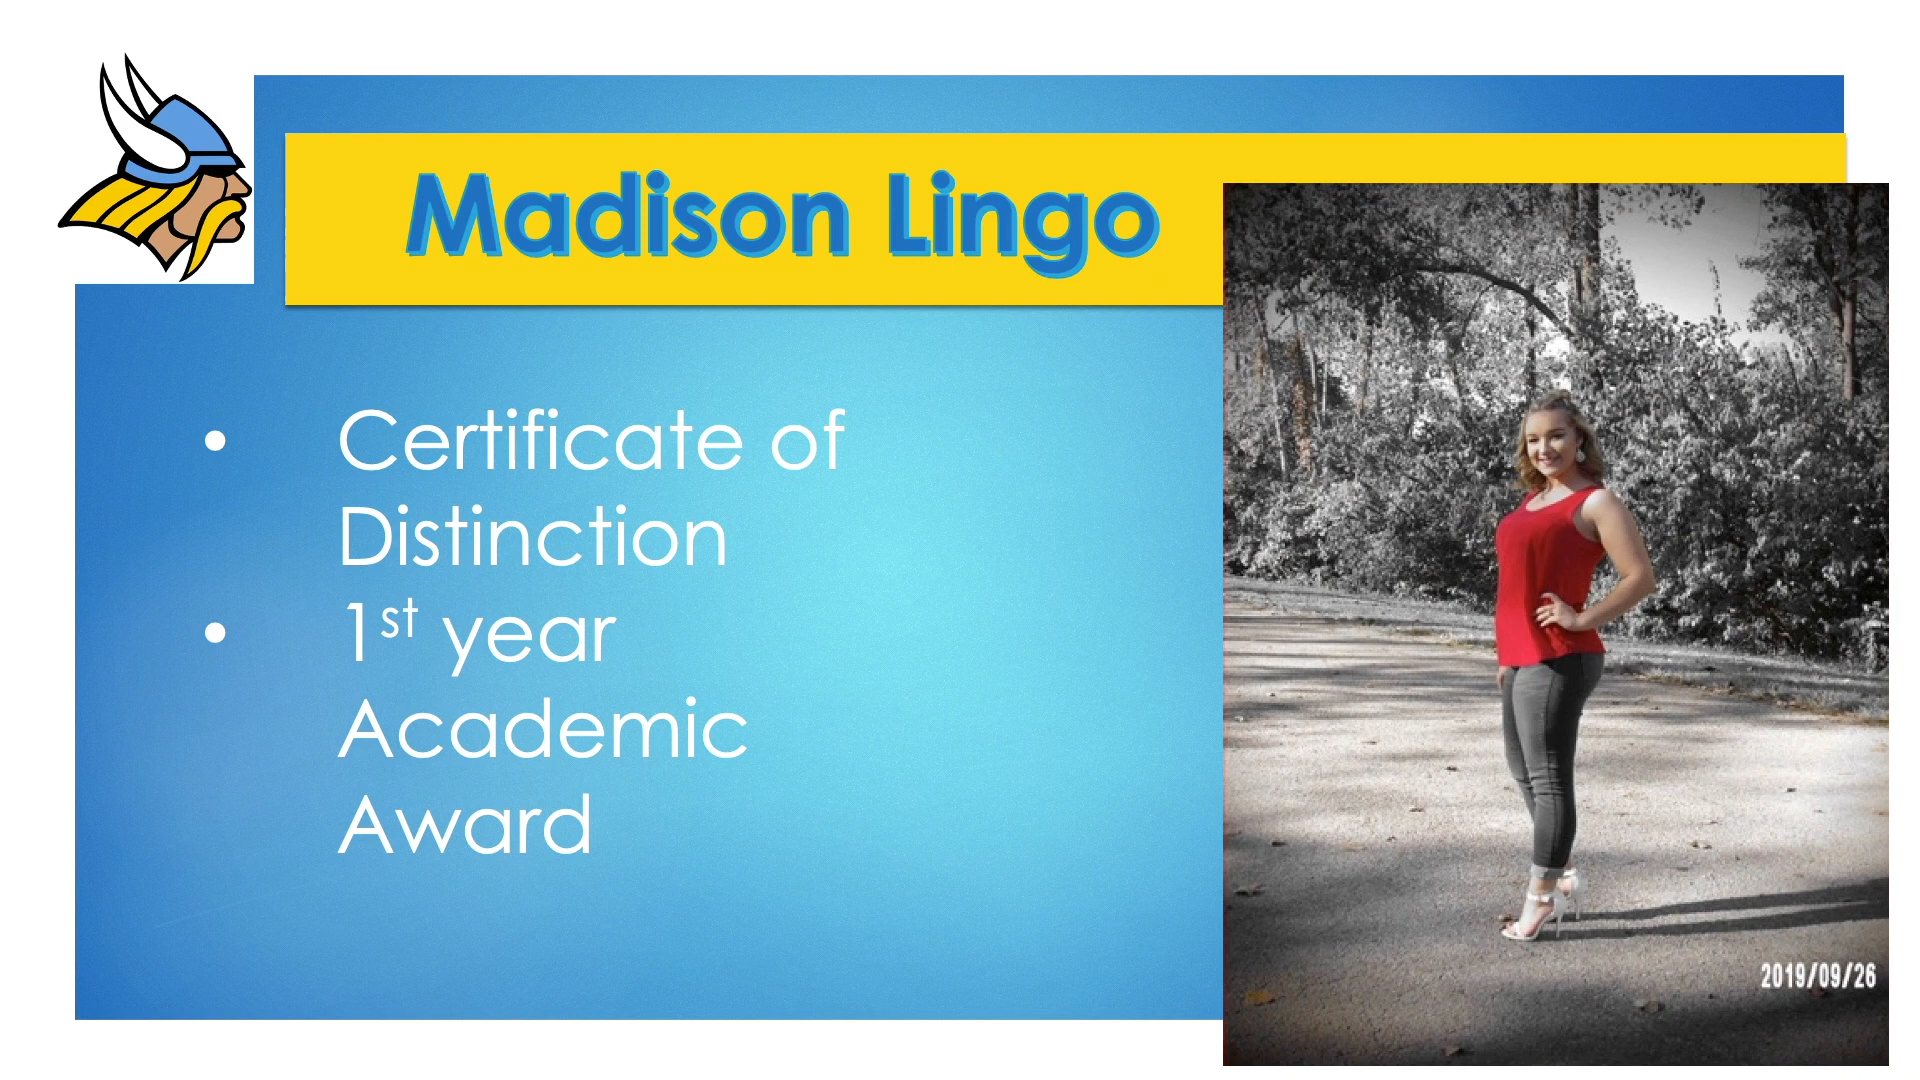 Madison Lingo
• Certificate of
Distinction
• 1st year
Academic
Award
2019/09/26